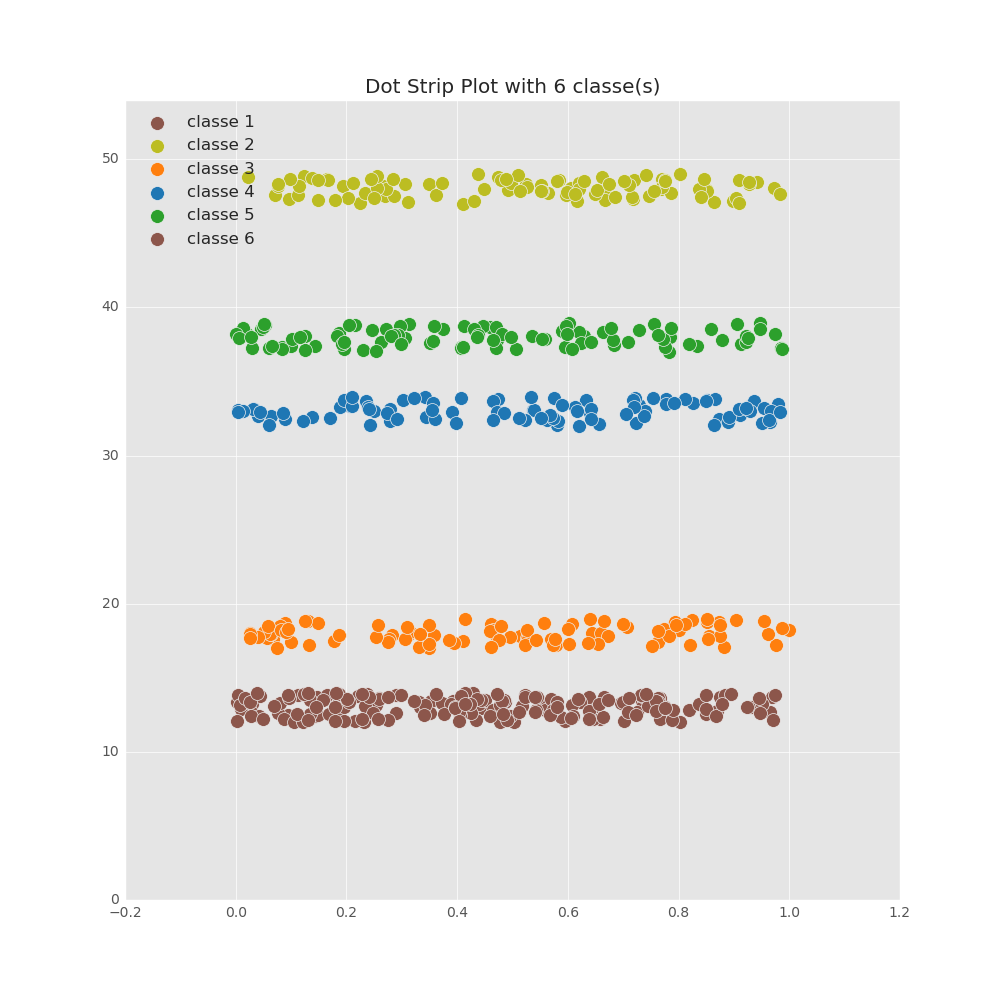 Dot Strip Plot with 6 classe(s)
classe 1
classe 2
classe 3
classe 4
classe 5
classe 6
50
40
30
20
10
0
−0.2 0.0 0.2 0.4 0.6 0.8 1.0 1.2